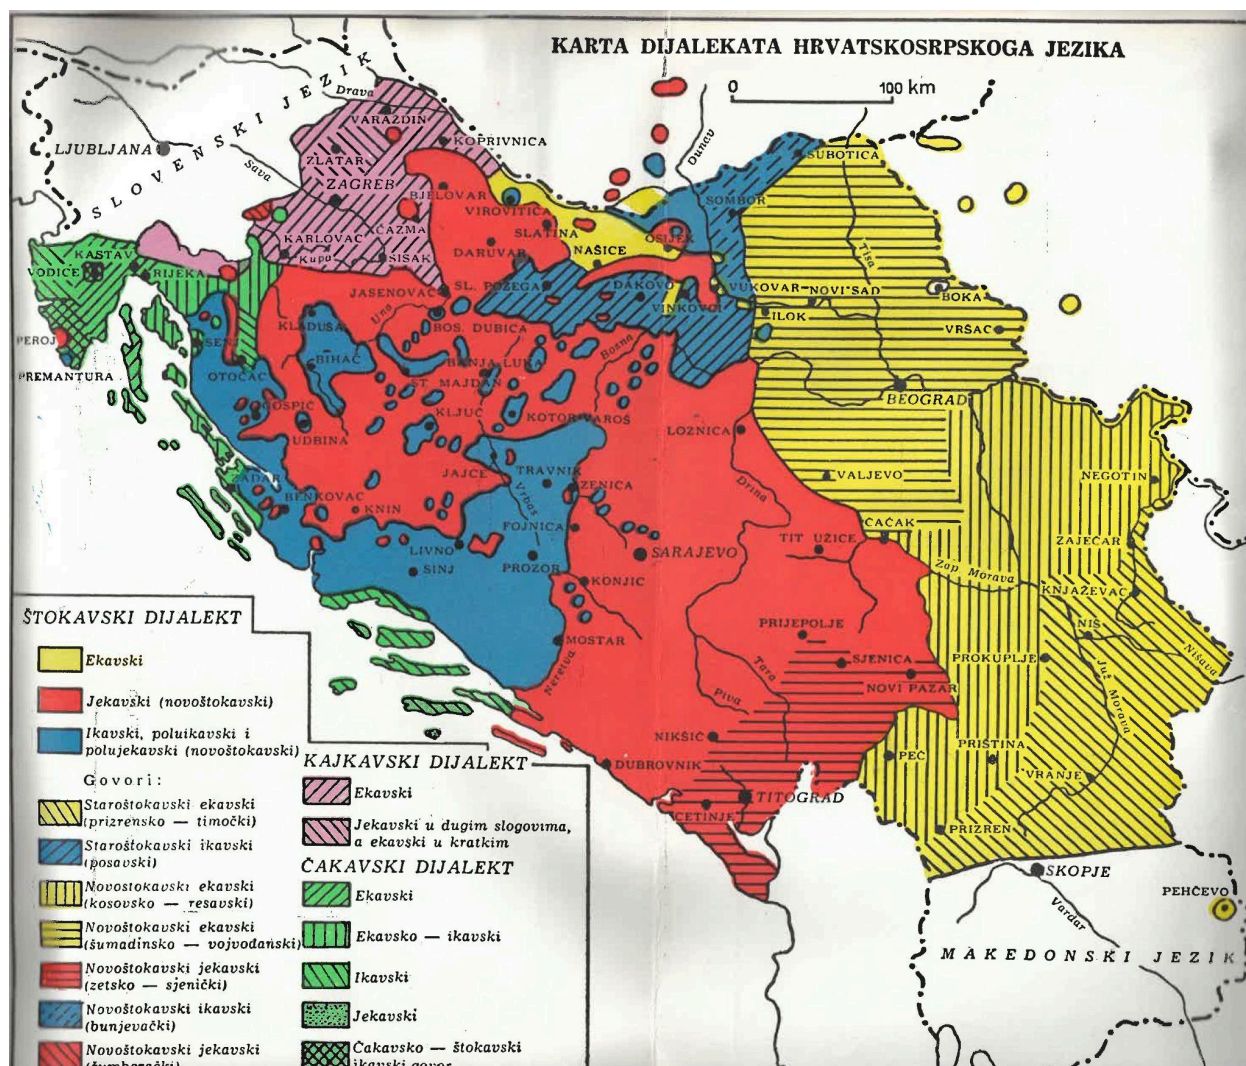 KARTA DIJALEKATA HRVATSKOSRPSKOGA JEZIKA
0 100 km
SLOVENSKI JEZIK
Drava
VARAŽDIN
LJUBLJANA
ZLATAR
KOPRIVNICA
Dunav
SUBOTICA
Sava
ZAGREB
BJELOVAR
SOMBOR
VIROVITICA
ČAZMA
SLATINA
KARLOVAC
OSIJEK
KASTAV
Kupa
SISAK
DARUVAR
NAŠICE
Tisa
VODICE
RIJEKA
JASENOVAC
SL. POŽEGA
ĐAKOVO
VUKOVAR
NOVI SAD
BOKA
VINKOVCI
Una
KLADUŠA
BOS. DUBICA
ILOK
VRŠAC
PEROJ
SENJ
BIHAĆ
BANJA LUKA
Bosna
PREMANTURA
OTOČAC
ST. MAJDAN
BEOGRAD
GOSPIĆ
KLJUČ
KOTOR VAROŠ
UDBINA
LOZNICA
JAJCE
TRAVNIK
VALJEVO
NEGOTIN
ZADAR
ZENICA
Vrbas
Drina
BENKOVAC
KNIN
FOJNICA
ČAČAK
LIVNO
SARAJEVO
TIT UŽICE
ZAJEČAR
SINJ
PROZOR
Zap. Morava
KONJIC
KNJAŽEVAC
PRIJEPOLJE
NIŠ
MOSTAR
SJENICA
PROKUPLJE
Nišava
Neretva
Tara
NOVI PAZAR
Juž. Morava
Piva
NIKŠIĆ
PEĆ
PRIŠTINA
DUBROVNIK
VRANJE
TITOGRAD
CETINJE
PRIZREN
SKOPJE
PEHČEVO
Vardar
MAKEDONSKI JEZIK
ŠTOKAVSKI DIJALEKT
Ekavski
Jekavski (novoštokavski)
Ikavski, poluikavski i
polujekavski (novoštokavski)
Govori:
Staroštokavski ekavski
(prizrensko — timočki)
Staroštokavski ikavski
(posavski)
Novoštokavski ekavski
(kosovsko — resavski)
Novoštokavski ekavski
(šumadinsko — vojvođanski)
Novoštokavski jekavski
(zetsko — sjenički)
Novoštokavski ikavski
(bunjevački)
Novoštokavski jekavski
(žumberački)
KAJKAVSKI DIJALEKT
Ekavski
Jekavski u dugim slogovima,
a ekavski u kratkim
ČAKAVSKI DIJALEKT
Ekavski
Ekavsko — ikavski
Ikavski
Jekavski
Čakavsko — štokavski
ikavski govor